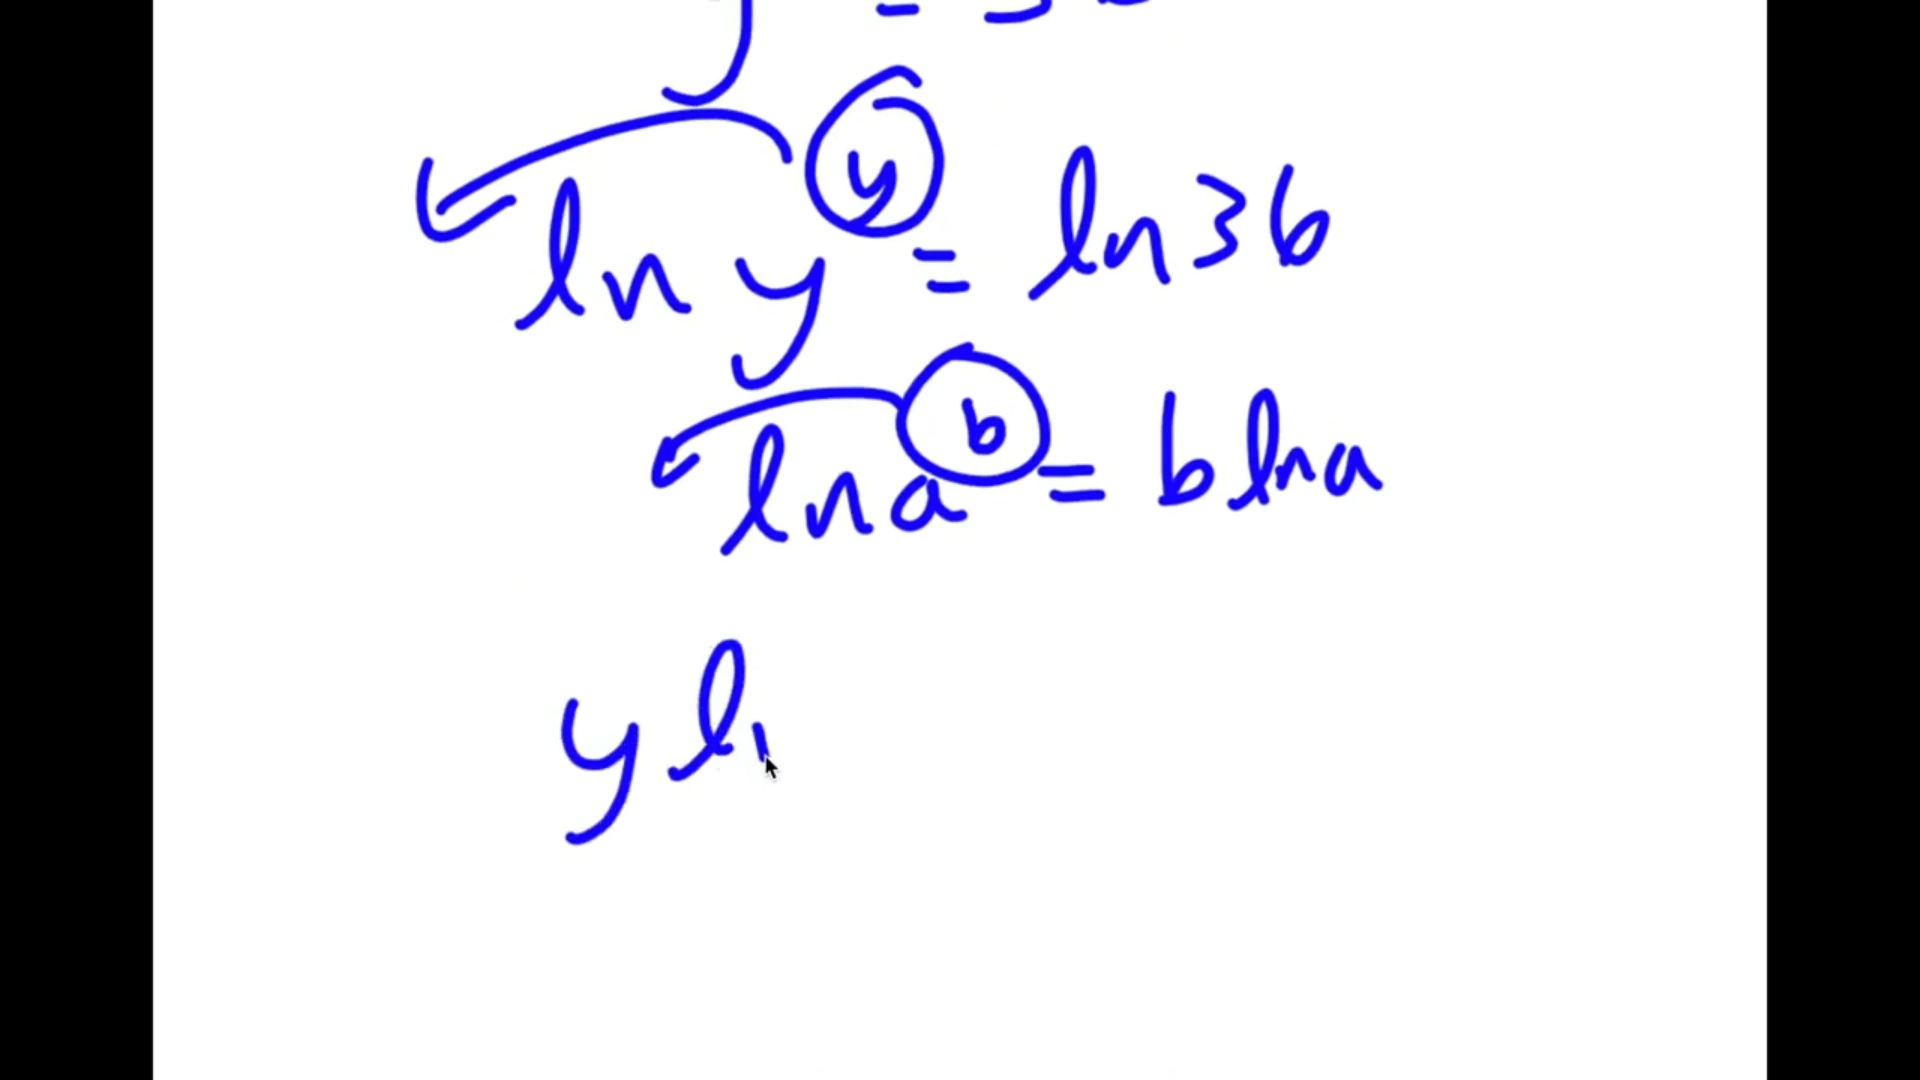 ln y^y = ln 36
ln a^b = b ln a
y l